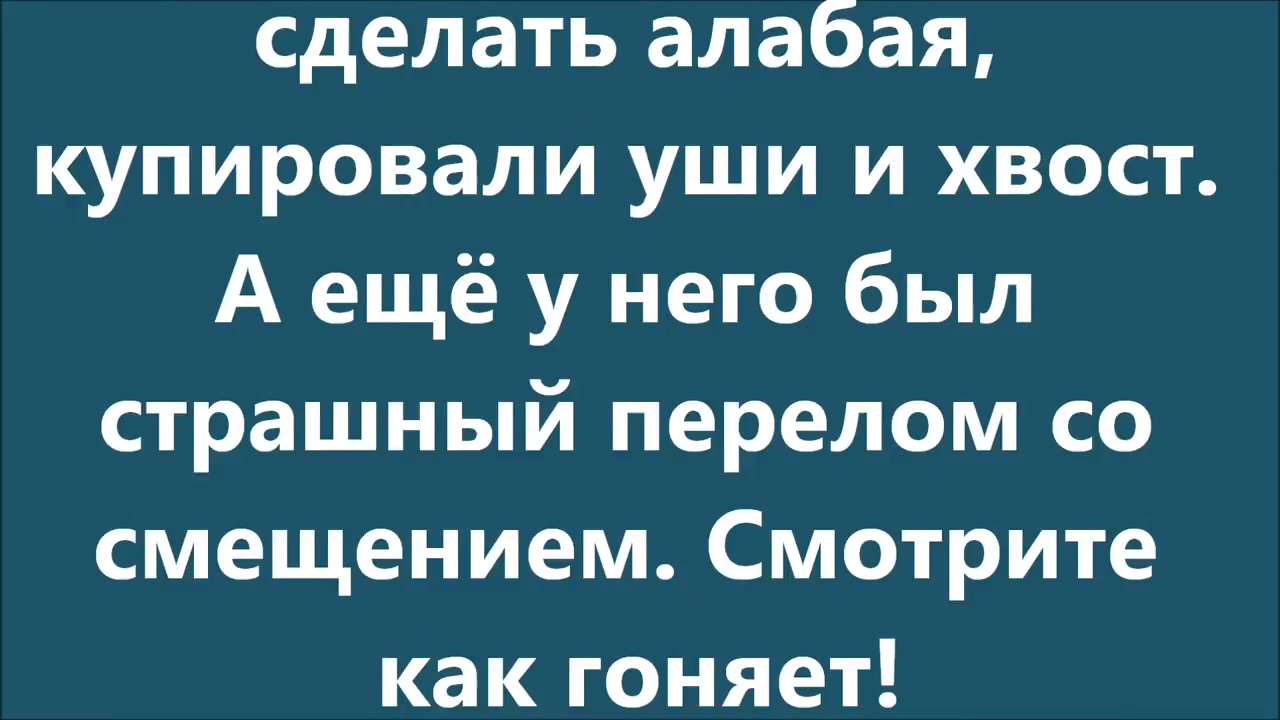 сделать алабая,
купировали уши и хвост.
А ещё у него был
страшный перелом со
смещением. Смотрите
как гоняет!